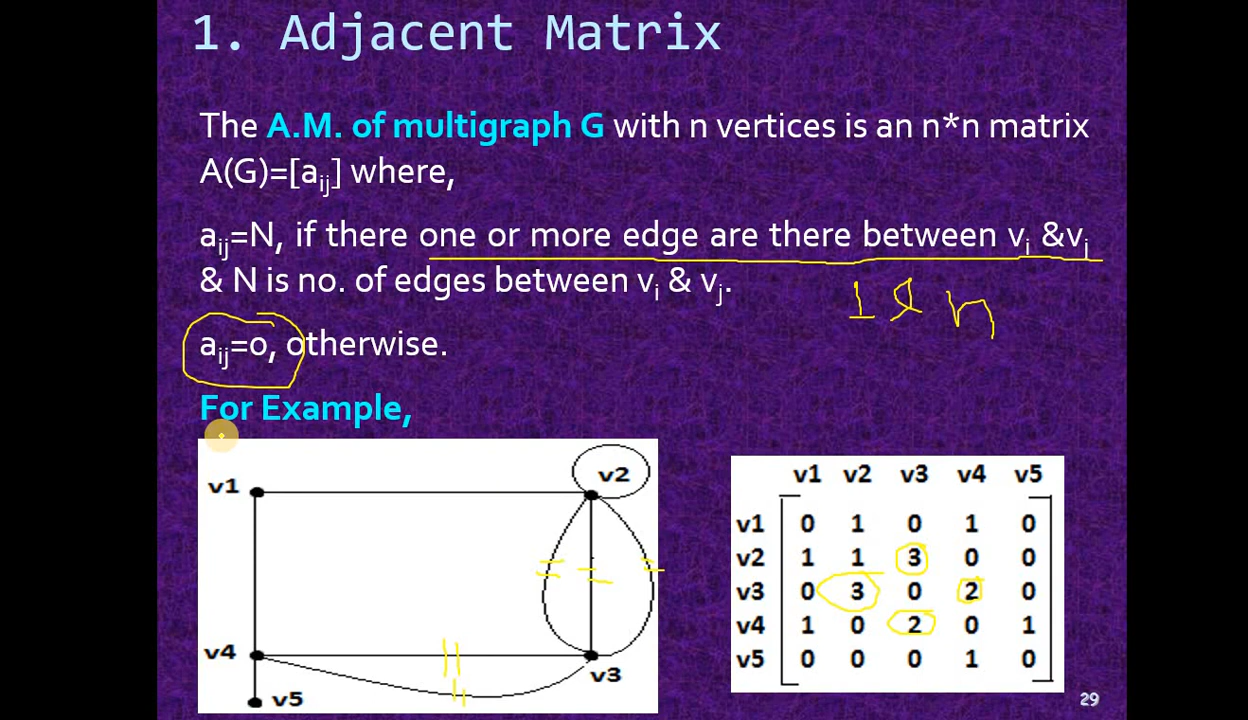 1. Adjacent Matrix
The A.M. of multigraph G with n vertices is an n*n matrix
A(G)=[aij] where,
aij=N, if there one or more edge are there between vi &vj
& N is no. of edges between vi & vj.
aij=0, otherwise.
For Example,
v1
v2
v4
v3
v5
v1 v2 v3 v4 v5
v1 0 1 0 1 0
v2 1 1 3 0 0
v3 0 3 0 2 0
v4 1 0 2 0 1
v5 0 0 0 1 0
29